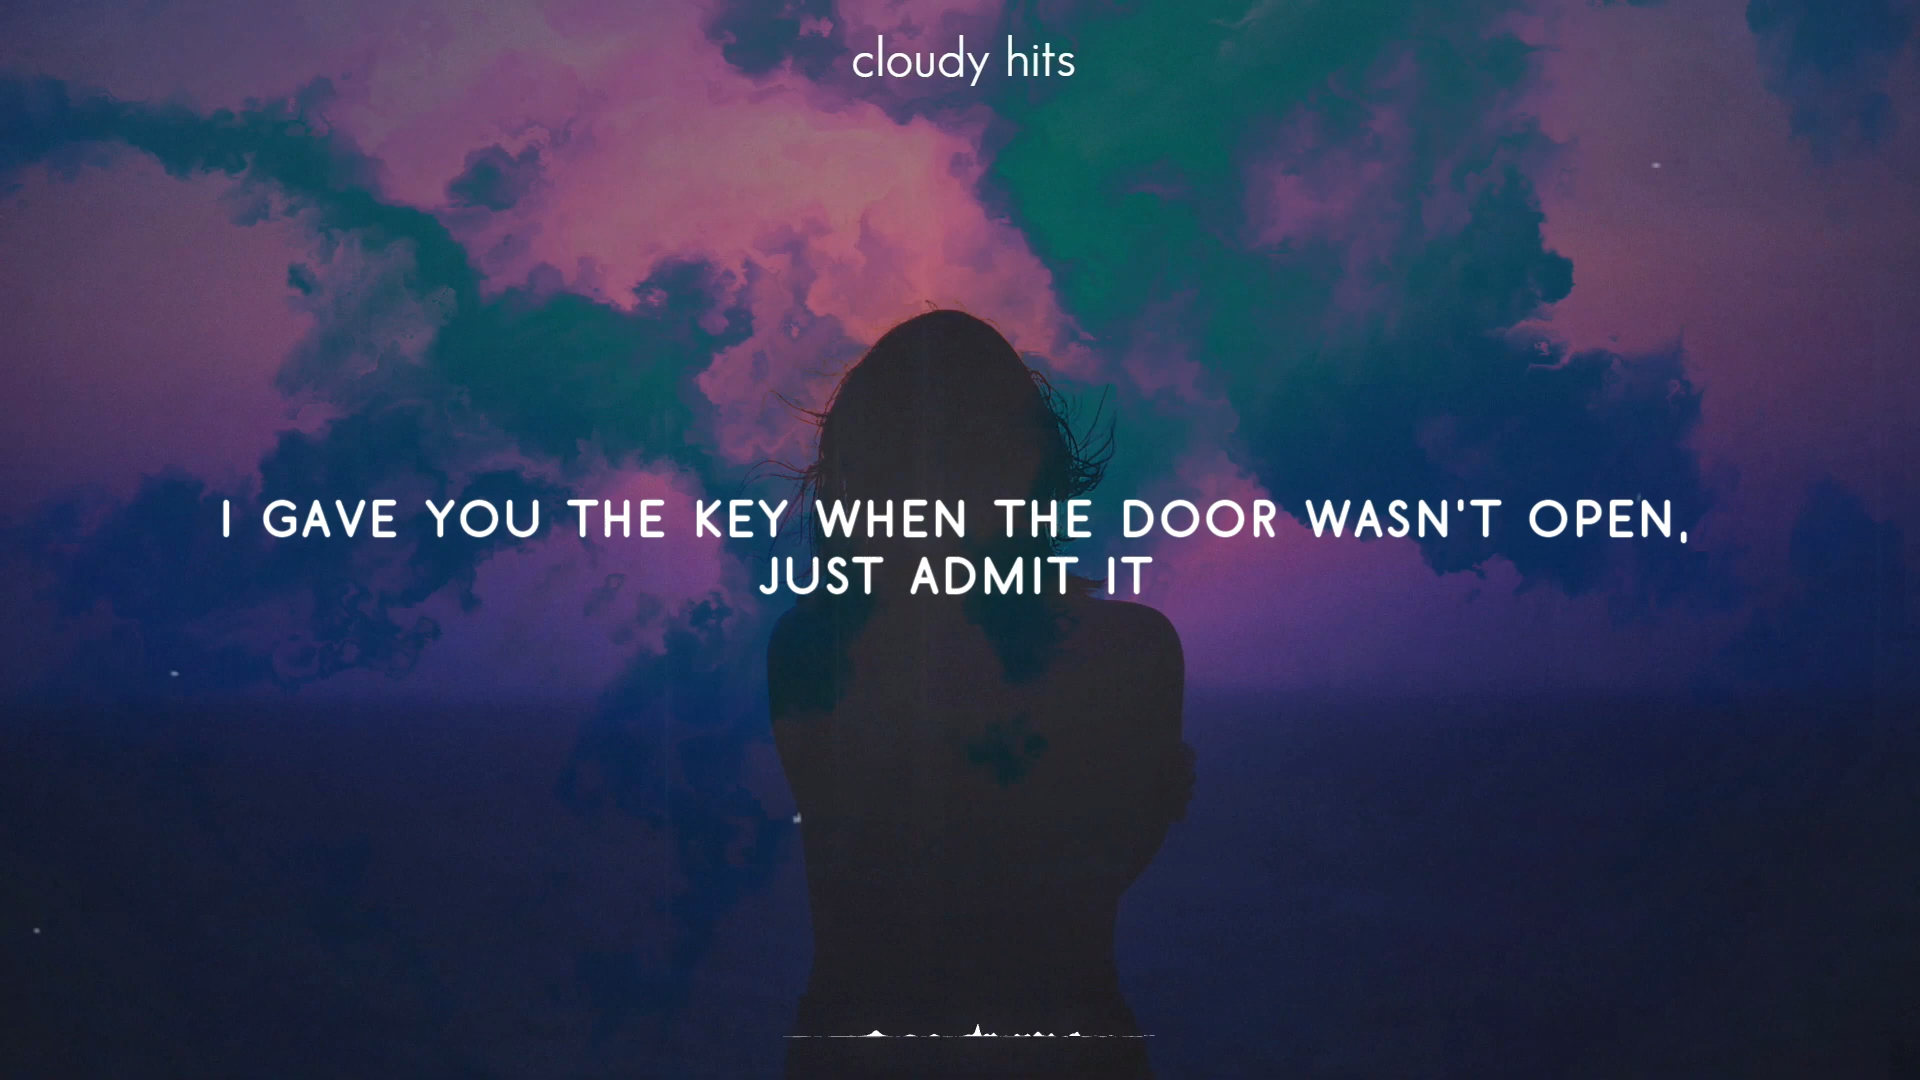 cloudy hits
I GAVE YOU THE KEY WHEN THE DOOR WASN'T OPEN,
JUST ADMIT IT